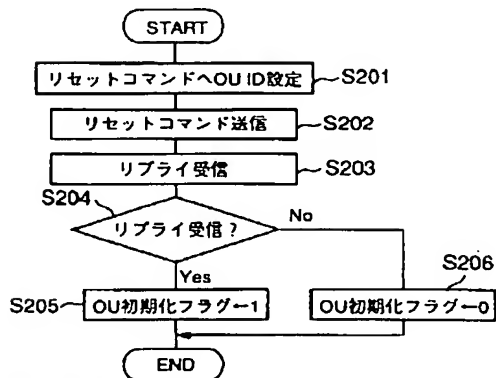 START
リセットコマンドへOU ID設定
S201
リセットコマンド送信
S202
リプライ受信
S203
S204
リプライ受信？
No
Yes
S206
S205
OU初期化フラグ←1
OU初期化フラグ←0
END